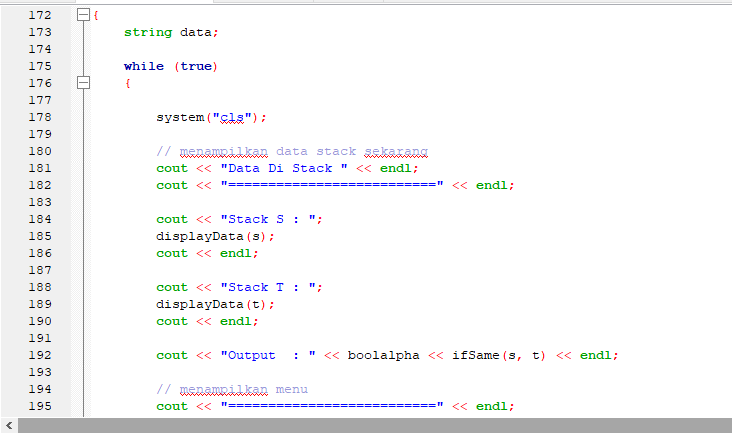 172 {
173 string data;
174
175 while (true)
176 {
177
178 system("cls");
179
180 // menampilkan data stack sekarang
181 cout << "Data Di Stack " << endl;
182 cout << "==========================" << endl;
183
184 cout << "Stack S : ";
185 displayData(s);
186 cout << endl;
187
188 cout << "Stack T : ";
189 displayData(t);
190 cout << endl;
191
192 cout << "Output  : " << boolalpha << ifSame(s, t) << endl;
193
194 // menampilkan menu
195 cout << "==========================" << endl;